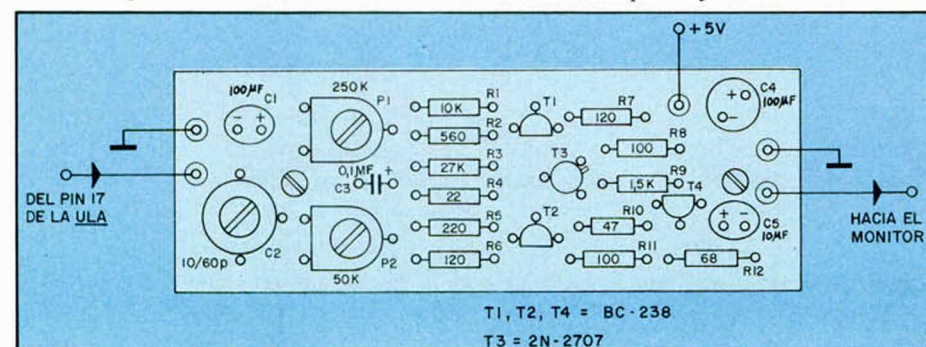 +5V
100µF
C1
250 K
P1
10K
R1
560
R2
27K
R3
22
R4
220
R5
120
R6
0,1MF +
C3
T1
T3
T2
R7
120
R8
100
R9
1,5K
T4
R10
47
R11
100
68
R12
C4
100µF
C5
10µF
C2
10/60p
P2
50K
DEL PIN 17
DE LA ULA
HACIA EL
MONITOR
T1, T2, T4 = BC-238
T3 = 2N-2707